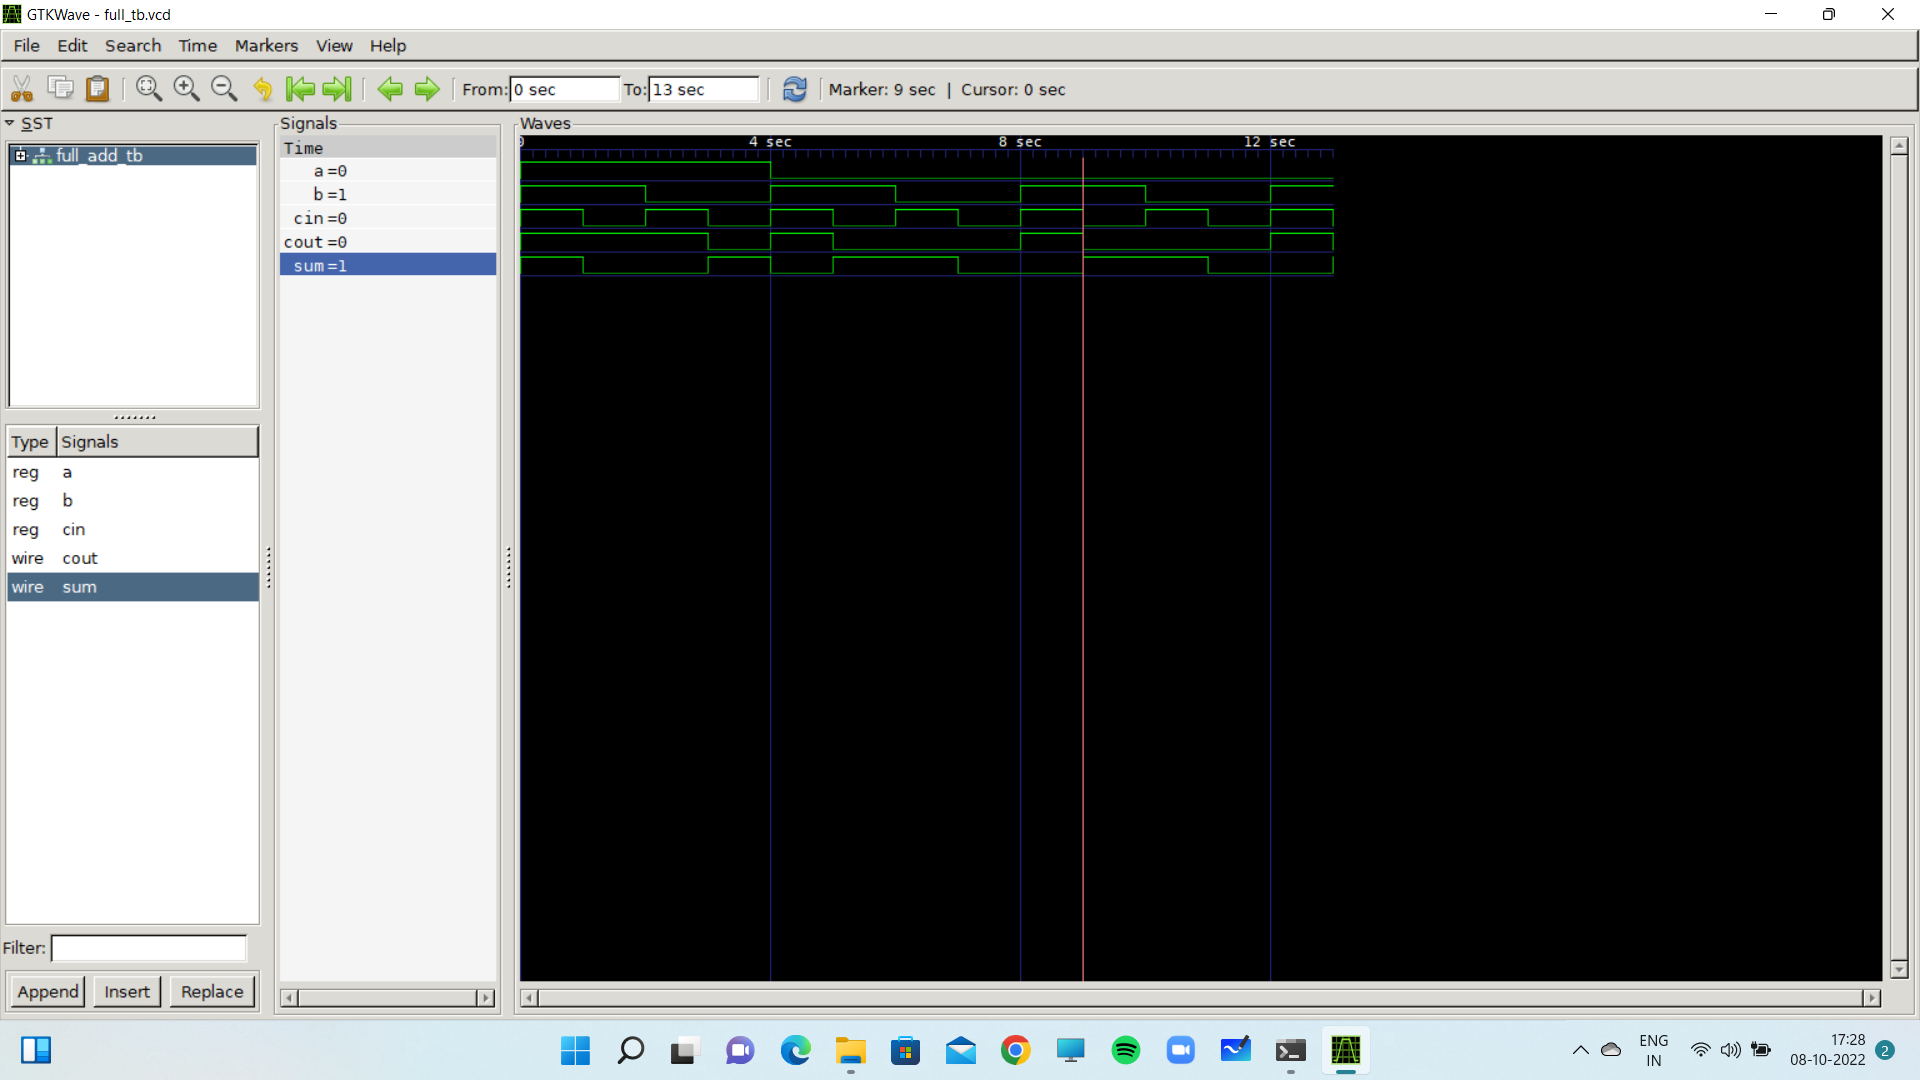 GTKWave - full_tb.vcd
File Edit Search Time Markers View Help
From: 0 sec To: 13 sec Marker: 9 sec | Cursor: 0 sec
SST
full_add_tb
Type Signals
reg a
reg b
reg cin
wire cout
wire sum
Filter:
Append Insert Replace
Signals
Time
a=0
b=1
cin=0
cout=0
sum=1
Waves
0 4 sec 8 sec 12 sec
ENG
IN
17:28
08-10-2022
2